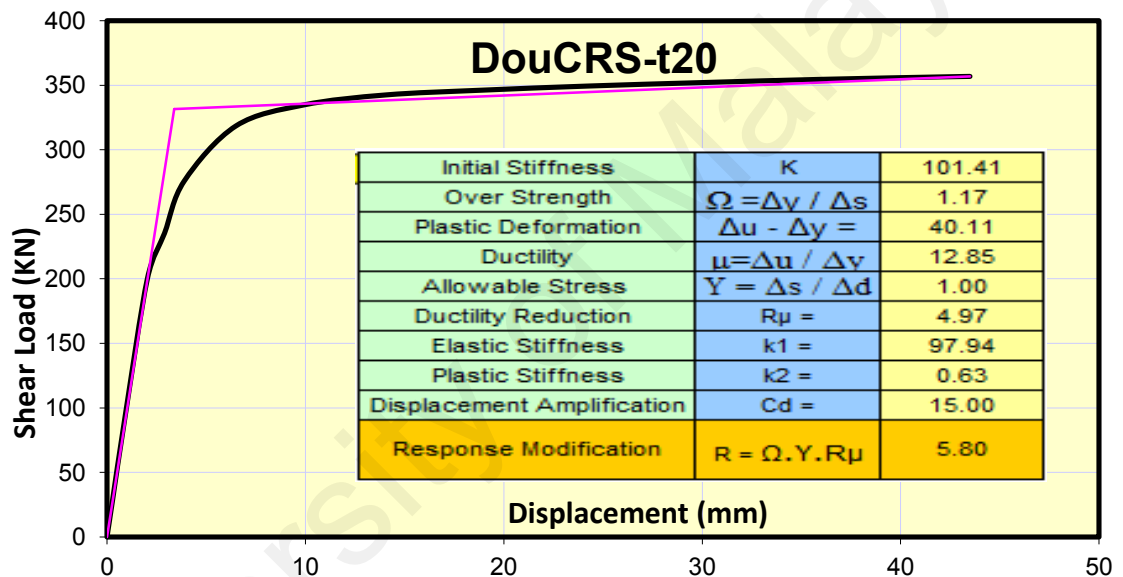 DouCRS-t20
Shear Load (KN)
400
350
300
250
200
150
100
50
0
Initial Stiffness K 101.41
Over Strength Ω =Δy / Δs 1.17
Plastic Deformation Δu - Δy = 40.11
Ductility μ=Δu / Δy 12.85
Allowable Stress Y = Δs / Δd 1.00
Ductility Reduction Rμ = 4.97
Elastic Stiffness k1 = 97.94
Plastic Stiffness k2 = 0.63
Displacement Amplification Cd = 15.00
Response Modification R = Ω.Y.Rμ 5.80
Displacement (mm)
0 10 20 30 40 50
ersity of Malay